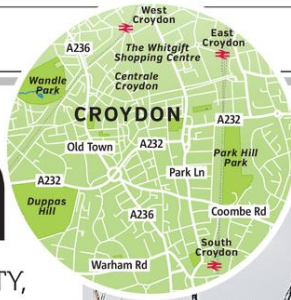 West
Croydon
East
Croydon
A236
The Whitgift
Shopping Centre
Wandle
Park
Centrale
Croydon
CROYDON
A232
Old Town
A232
Park Hill
Park
Park Ln
A232
Duppas
Hill
A236
Coombe Rd
South
Croydon
Warham Rd
TY,